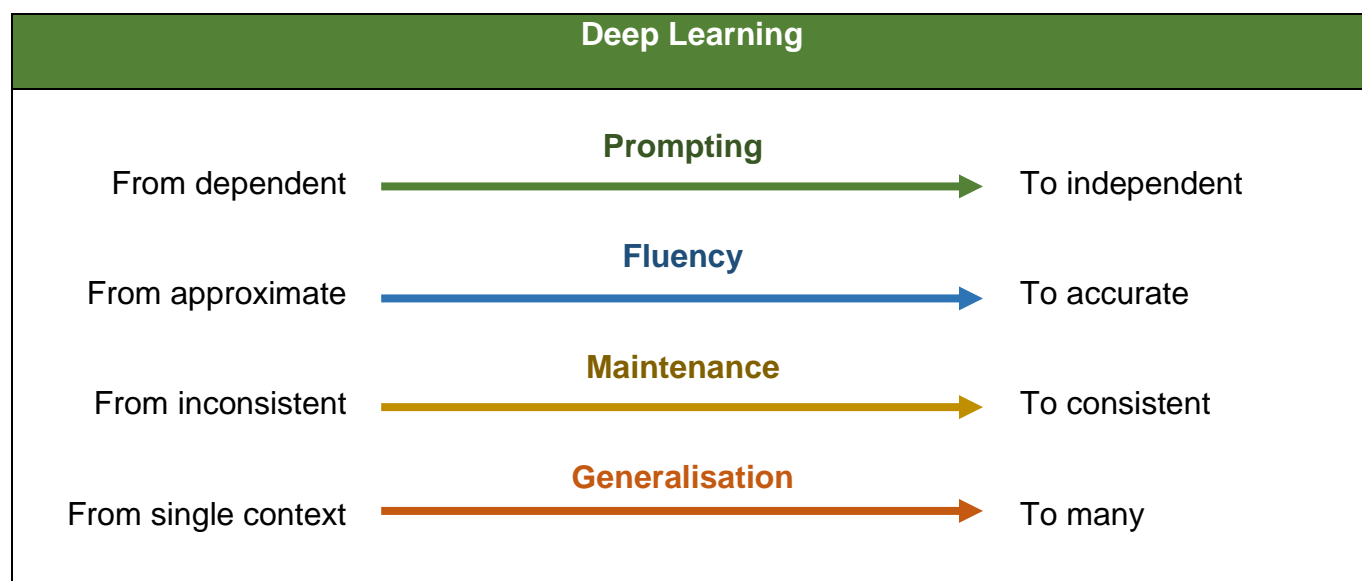 Deep Learning
Prompting
From dependent To independent
Fluency
From approximate To accurate
Maintenance
From inconsistent To consistent
Generalisation
From single context To many